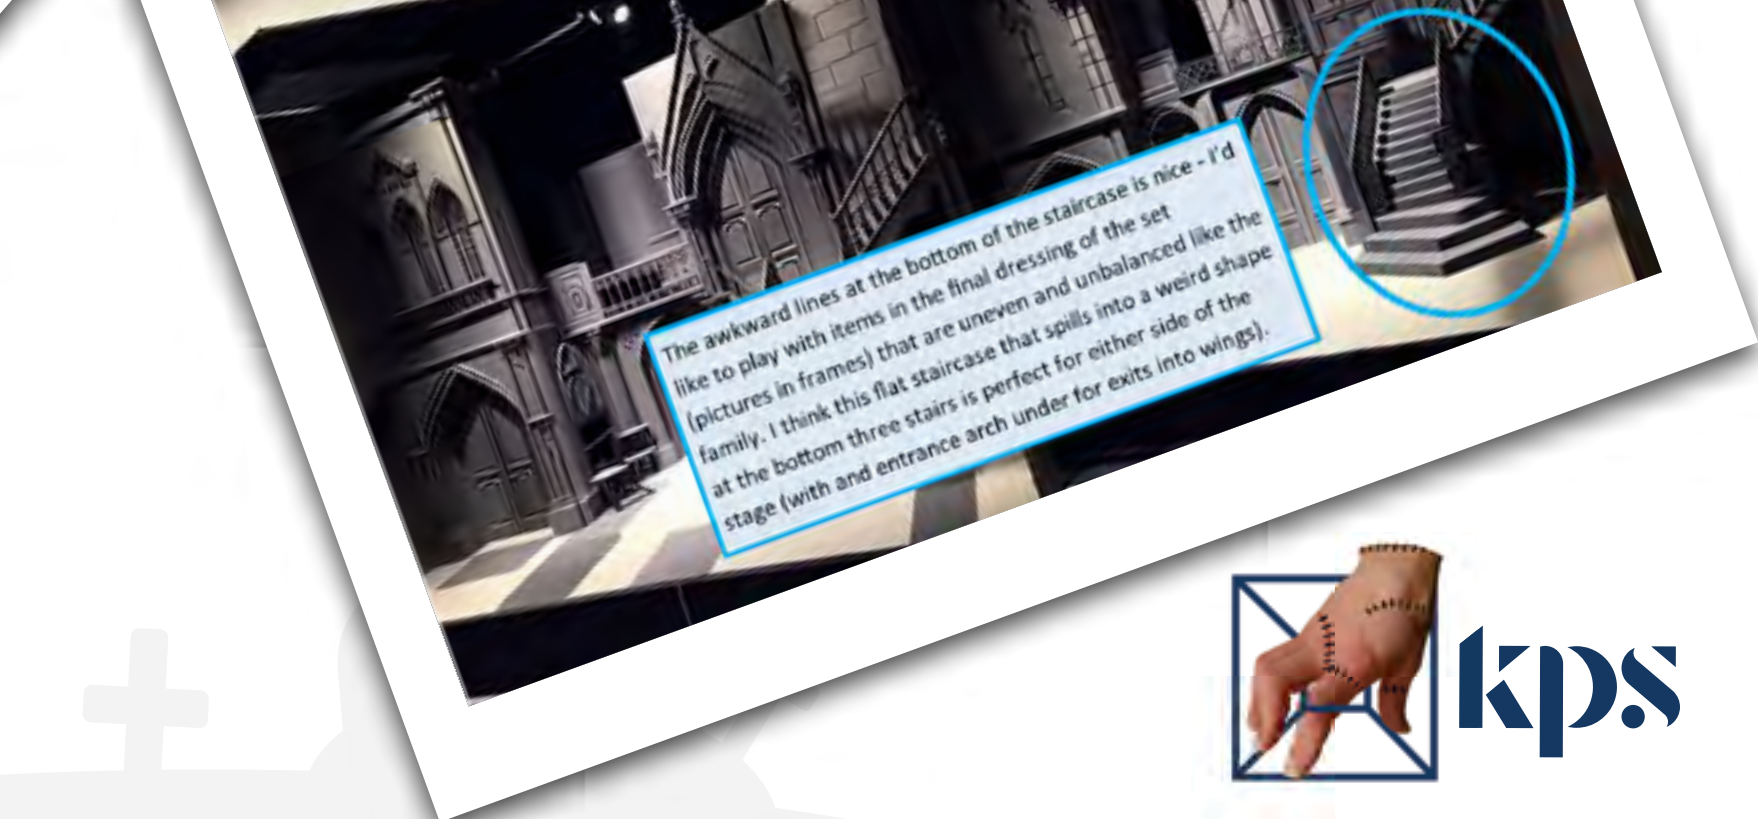 The awkward lines at the bottom of the staircase is nice - I'd
like to play with items in the final dressing of the set
(pictures in frames) that are uneven and unbalanced like the
family. I think this flat staircase that spills into a weird shape
at the bottom three stairs is perfect for either side of the
stage (with and entrance arch under for exits into wings).
kps